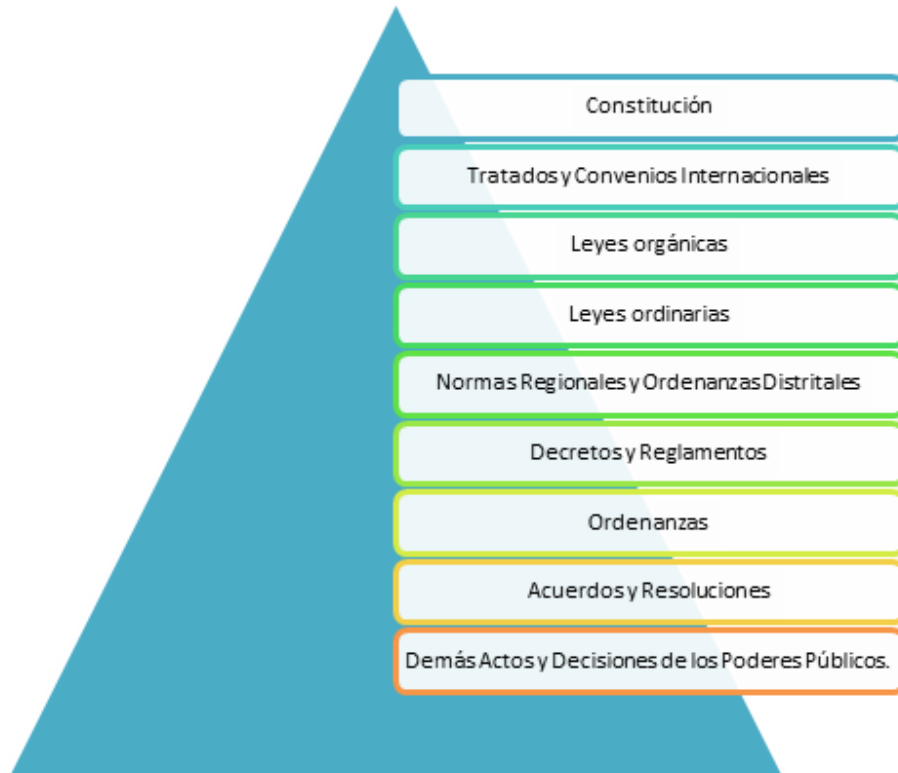 Constitución
Tratados y Convenios Internacionales
Leyes orgánicas
Leyes ordinarias
Normas Regionales y Ordenanzas Distritales
Decretos y Reglamentos
Ordenanzas
Acuerdos y Resoluciones
Demás Actos y Decisiones de los Poderes Públicos.